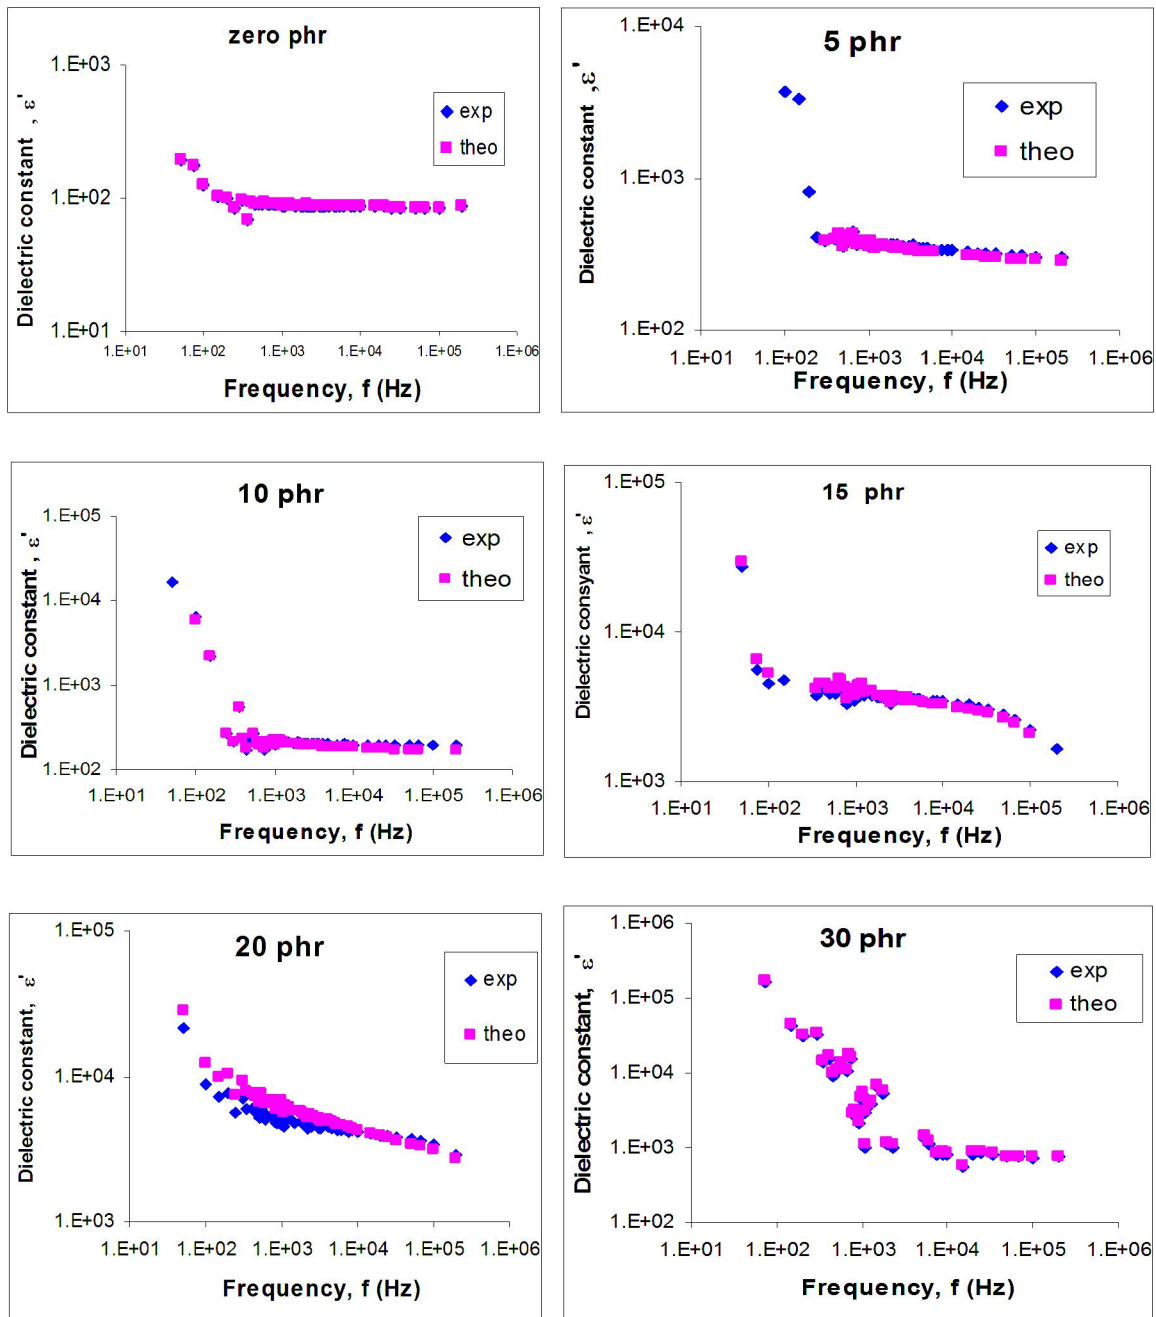 zero phr
1.E+03
1.E+02
1.E+01
Dielectric constant , ε'
exp
theo
1.E+01 1.E+02 1.E+03 1.E+04 1.E+05 1.E+06
Frequency, f (Hz)
5 phr
1.E+04
1.E+03
1.E+02
Dielectric constant ,ε'
exp
theo
1.E+01 1.E+02 1.E+03 1.E+04 1.E+05 1.E+06
Frequency, f (Hz)
10 phr
1.E+05
1.E+04
1.E+03
1.E+02
Dielectric constant , ε'
exp
theo
1.E+01 1.E+02 1.E+03 1.E+04 1.E+05 1.E+06
Frequency, f (Hz)
15 phr
1.E+05
1.E+04
1.E+03
Dielectric consyant , ε'
exp
theo
1.E+01 1.E+02 1.E+03 1.E+04 1.E+05 1.E+06
Frequency, f (Hz)
20 phr
1.E+05
1.E+04
1.E+03
Dielectric constant, ε'
exp
theo
1.E+01 1.E+02 1.E+03 1.E+04 1.E+05 1.E+06
Frequency, f (Hz)
30 phr
1.E+06
1.E+05
1.E+04
1.E+03
1.E+02
Dielectric constant, ε'
exp
theo
1.E+01 1.E+02 1.E+03 1.E+04 1.E+05 1.E+06
Frequency, f (Hz)